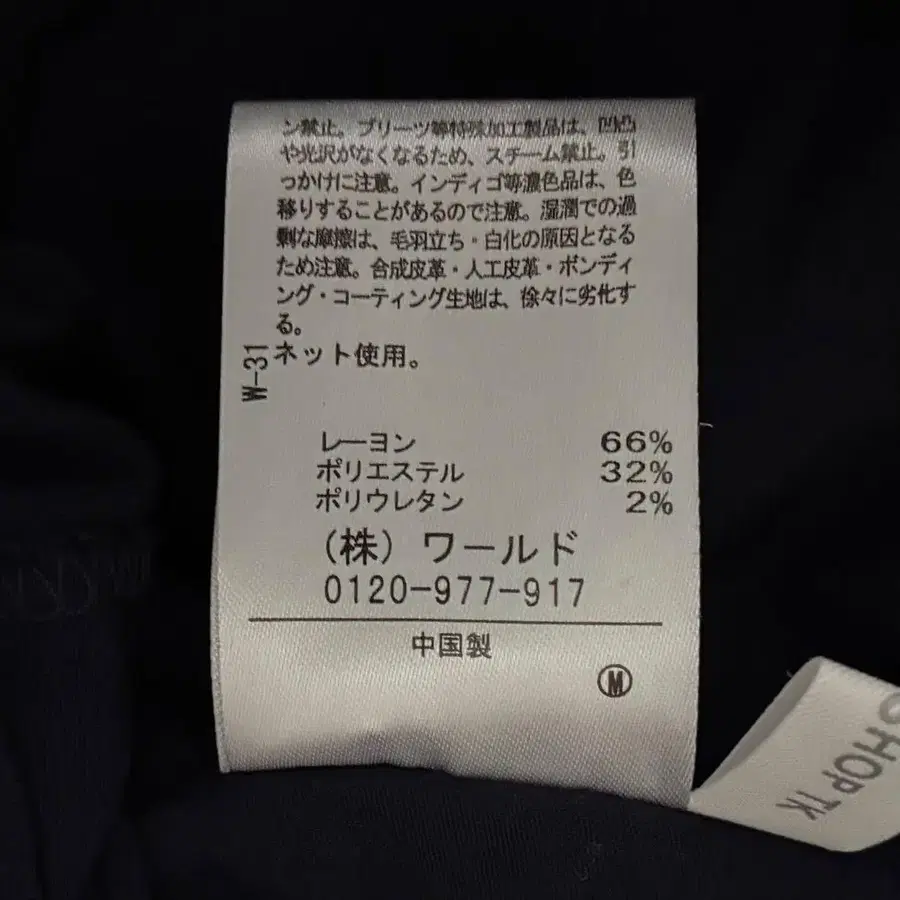 ン禁止。プリーツ等特殊加工製品は、凹凸
や光沢がなくなるため、スチーム禁止。引
っかけに注意。インディゴ等濃色品は、色
移りすることがあるので注意。湿潤での過
剰な摩擦は、毛羽立ち・白化の原因となる
ため注意。合成皮革・人工皮革・ボンディ
ング・コーティング生地は、徐々に劣化す
る。
W-31
ネット使用。
レーヨン 66%
ポリエステル 32%
ポリウレタン 2%
(株) ワールド
0120-977-917
中国製
M
SHOP TK